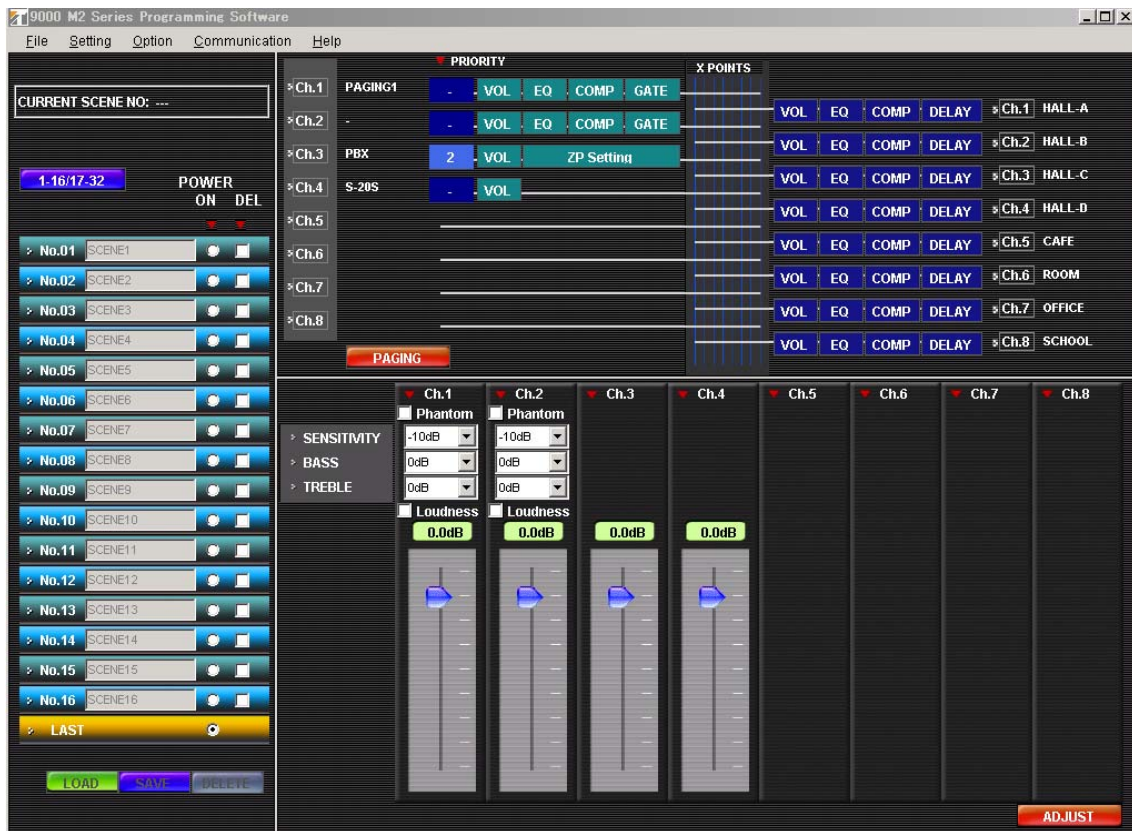 9000 M2 Series Programming Software
File Setting Option Communication Help
CURRENT SCENE NO: ---
1-16/17-32
POWER
ON DEL
No.01 SCENE1
No.02 SCENE2
No.03 SCENE3
No.04 SCENE4
No.05 SCENE5
No.06 SCENE6
No.07 SCENE7
No.08 SCENE8
No.09 SCENE9
No.10 SCENE10
No.11 SCENE11
No.12 SCENE12
No.13 SCENE13
No.14 SCENE14
No.15 SCENE15
No.16 SCENE16
LAST
LOAD SAVE DELETE
PRIORITY
X POINTS
Ch.1 PAGING1 - VOL EQ COMP GATE
Ch.2 - - VOL EQ COMP GATE
Ch.3 PBX 2 VOL ZP Setting
Ch.4 S-20S - VOL
Ch.5
Ch.6
Ch.7
Ch.8
PAGING
VOL EQ COMP DELAY Ch.1 HALL-A
VOL EQ COMP DELAY Ch.2 HALL-B
VOL EQ COMP DELAY Ch.3 HALL-C
VOL EQ COMP DELAY Ch.4 HALL-D
VOL EQ COMP DELAY Ch.5 CAFE
VOL EQ COMP DELAY Ch.6 ROOM
VOL EQ COMP DELAY Ch.7 OFFICE
VOL EQ COMP DELAY Ch.8 SCHOOL
Ch.1 Ch.2 Ch.3 Ch.4 Ch.5 Ch.6 Ch.7 Ch.8
Phantom Phantom
SENSITIVITY -10dB -10dB
BASS 0dB 0dB
TREBLE 0dB 0dB
Loudness Loudness
0.0dB 0.0dB 0.0dB 0.0dB
ADJUST